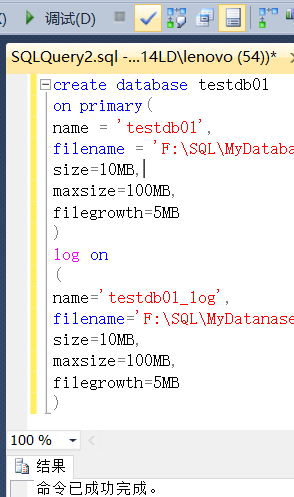 调试(D)
SQLQuery2.sql -...14LD\lenovo (54))*
create database testdb01
on primary(
name = 'testdb01',
filename = 'F:\SQL\MyDataba
size=10MB,
maxsize=100MB,
filegrowth=5MB
)
log on
(
name='testdb01_log',
filename='F:\SQL\MyDatanase
size=10MB,
maxsize=100MB,
filegrowth=5MB
)
100 %
结果
命令已成功完成。